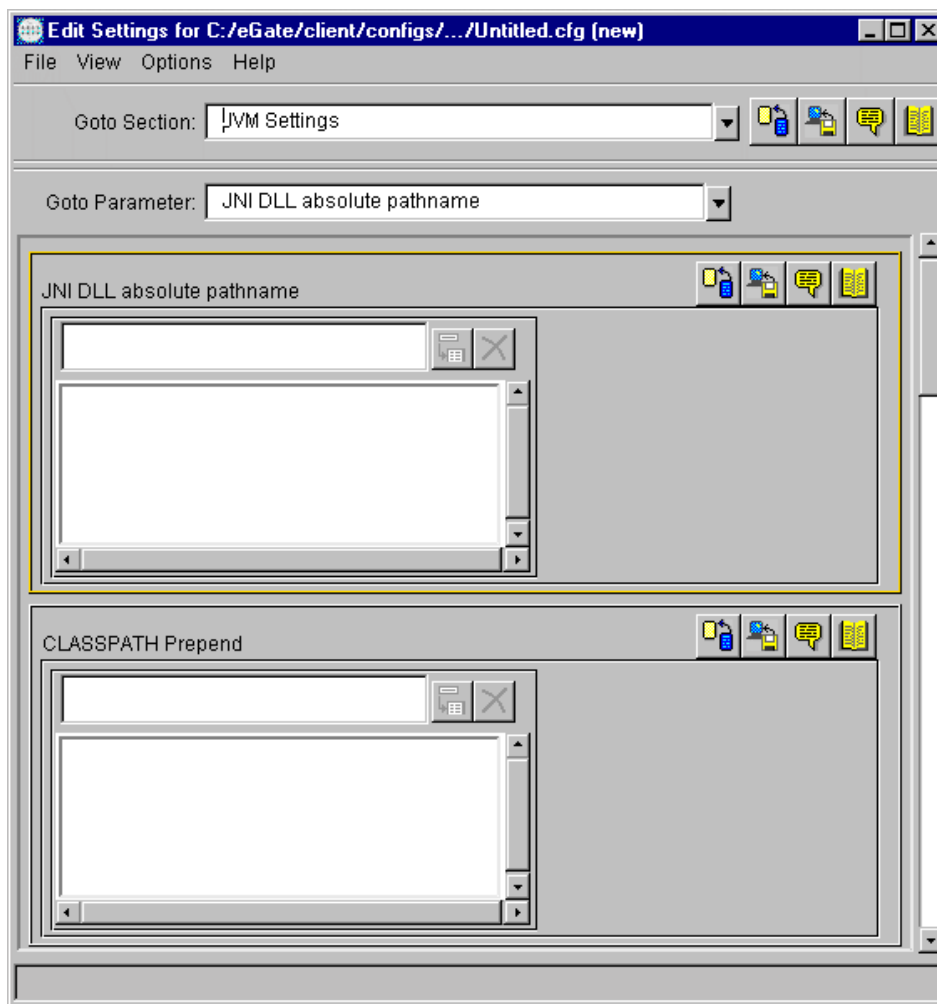 Edit Settings for C:/eGate/client/configs/.../Untitled.cfg (new)
File View Options Help
Goto Section: JVM Settings
Goto Parameter: JNI DLL absolute pathname
JNI DLL absolute pathname
CLASSPATH Prepend